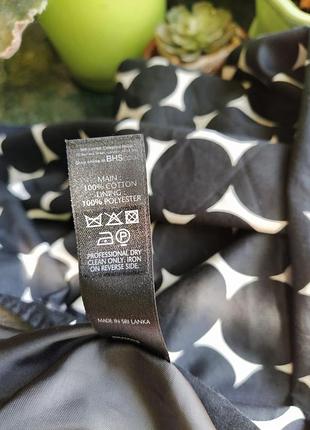 BHS
MAIN:
100% COTTON
LINING:
100% POLYESTER
P
PROFESSIONAL DRY
CLEAN ONLY. IRON
ON REVERSE SIDE.
MADE IN SRI LANKA